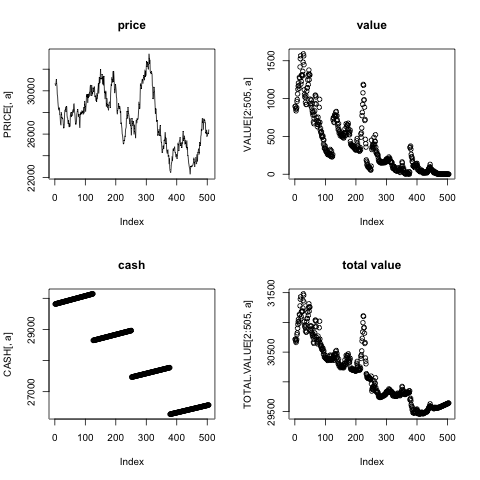 price
PRICE[, a]
30000
28000
26000
24000
22000
0 100 200 300 400 500
Index
value
VALUE[2:505, a]
1500
1000
500
0
0 100 200 300 400 500
Index
cash
CASH[, a]
29000
27000
0 100 200 300 400 500
Index
total value
TOTAL.VALUE[2:505, a]
31500
30500
29500
0 100 200 300 400 500
Index